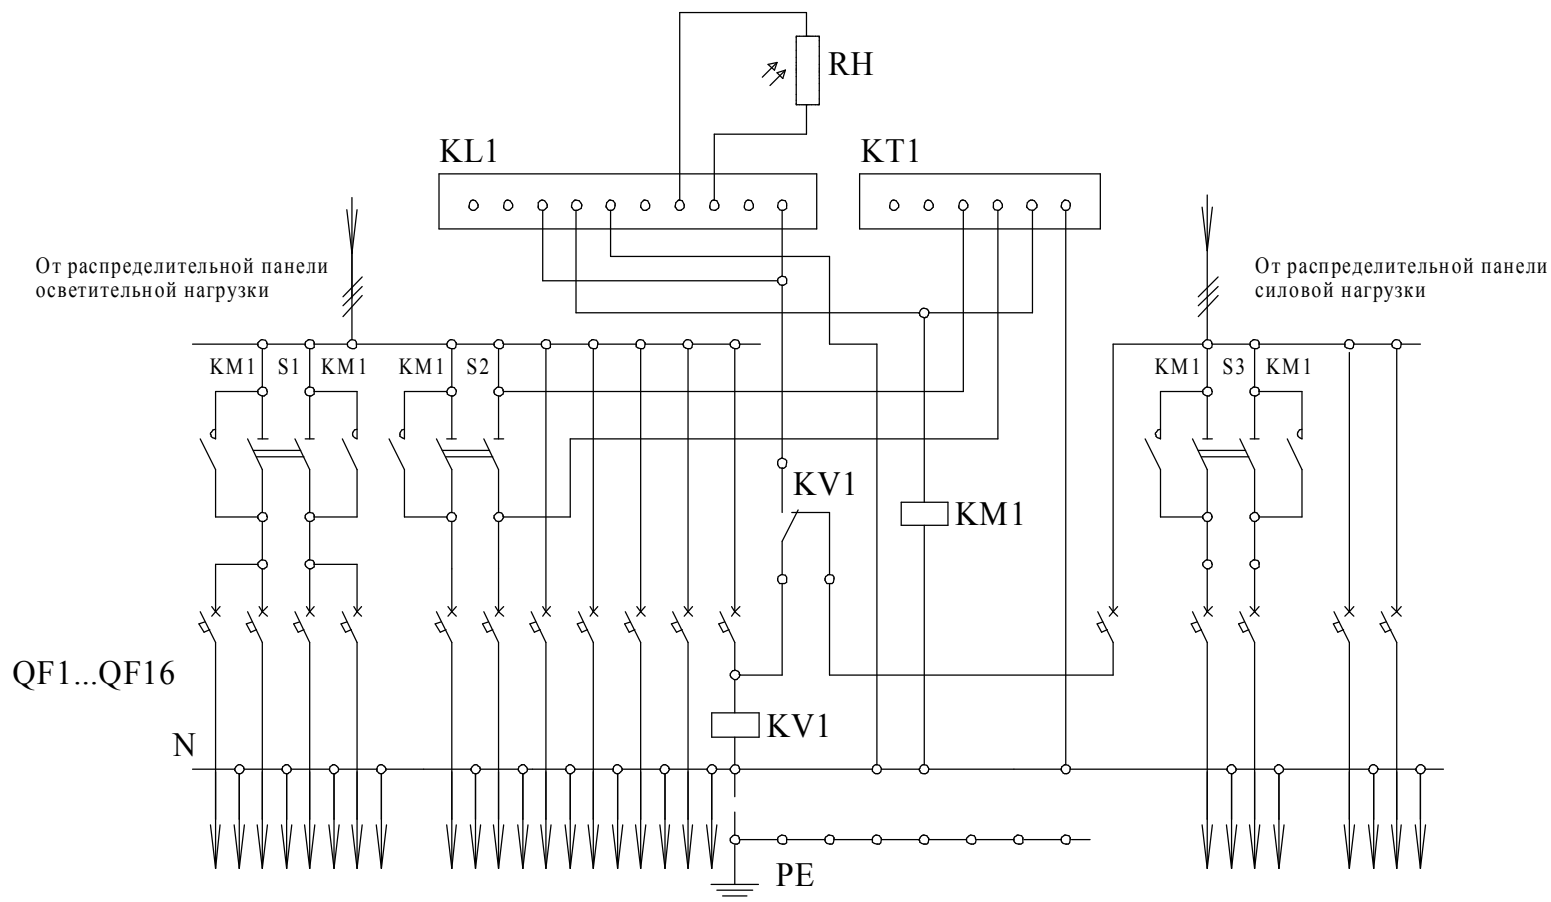 RH
KL1
KT1
От распределительной панели
осветительной нагрузки
От распределительной панели
силовой нагрузки
KM1 S1 KM1 KM1 S2 KM1 S3 KM1
KV1
KM1
QF1...QF16
KV1
N
PE